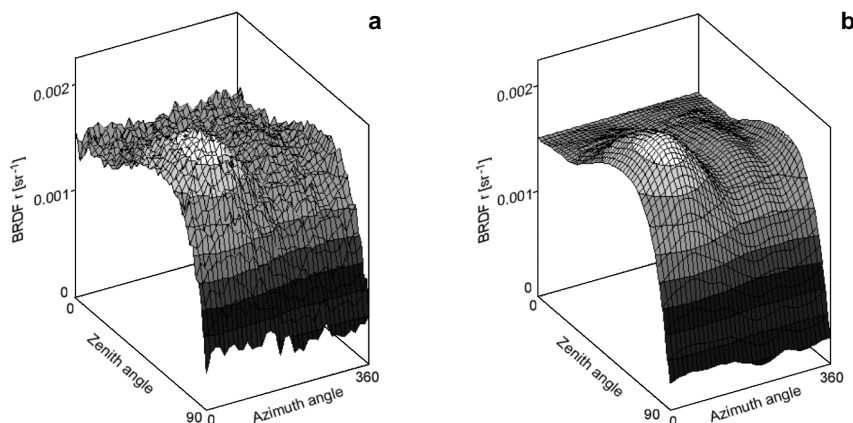 a
0.002
0.001
0
BRDF r [sr⁻¹]
0
Zenith angle
90
0
Azimuth angle
360
b
0.002
0.001
0
BRDF r [sr⁻¹]
0
Zenith angle
90
0
Azimuth angle
360